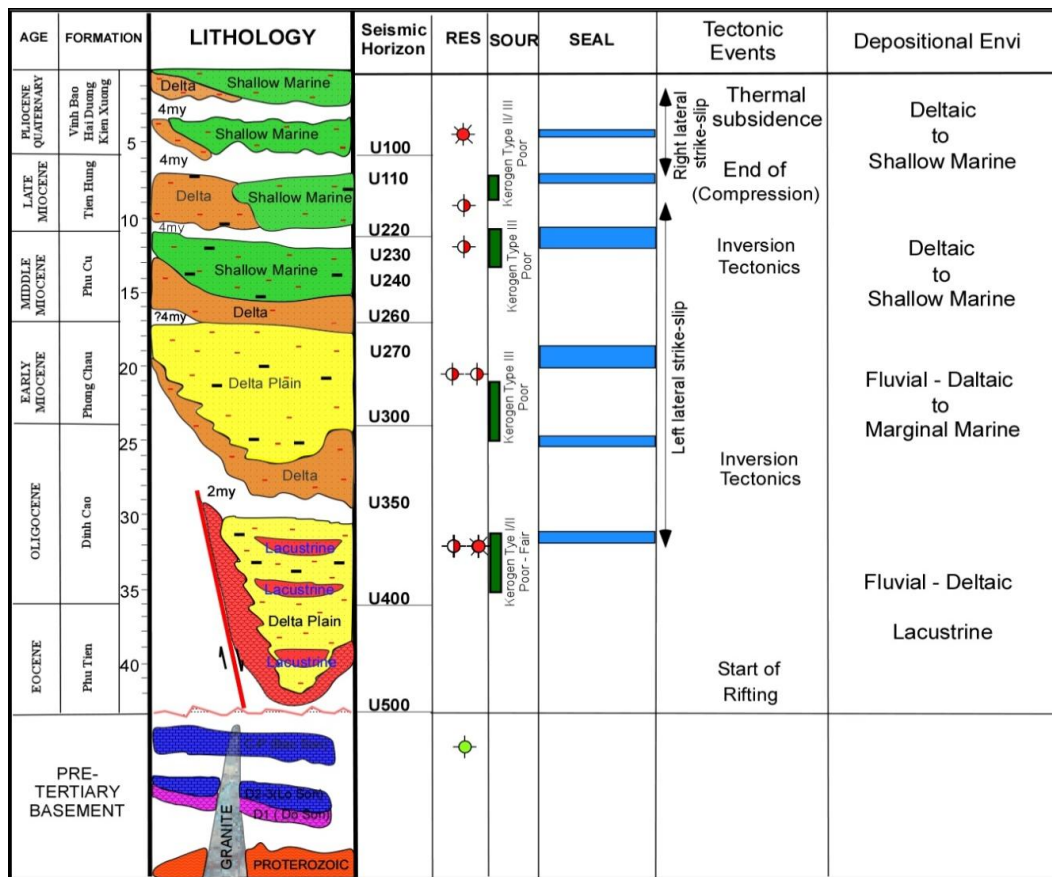 AGE
FORMATION
LITHOLOGY
Seismic
Horizon
RES
SOUR
SEAL
Tectonic
Events
Depositional Envi
PLIOCENE
QUATERNARY
Vinh Bao
Hai Duong
Kien Xuong
5
Delta
Shallow Marine
4my
Shallow Marine
4my
U100
Kerogen Type II/ III
Poor
Right lateral
strike-slip
Thermal
subsidence
Deltaic
to
Shallow Marine
LATE
MIOCENE
Tien Hung
10
Delta
Shallow Marine
4my
U110
U220
End of
(Compression)
MIDDLE
MIOCENE
Phu Cu
15
Shallow Marine
Delta
?4my
U230
U240
U260
Kerogen Type III
Poor
Inversion
Tectonics
Deltaic
to
Shallow Marine
Left lateral strike-slip
EARLY
MIOCENE
Phong Chau
20
Delta Plain
U270
U300
Kerogen Type III
Poor
Fluvial - Daltaic
to
Marginal Marine
OLIGOCENE
Dinh Cao
25
30
35
Delta
2my
Lacustrine
Lacustrine
U350
U400
Kerogen Tye I/II
Poor - Fair
Inversion
Tectonics
Fluvial - Deltaic
EOCENE
Phu Tien
40
Delta Plain
Lacustrine
U500
Start of
Rifting
Lacustrine
PRE-
TERTIARY
BASEMENT
D2-3(Lo Son)
D1 ( Do Son)
GRANITE
PROTEROZOIC